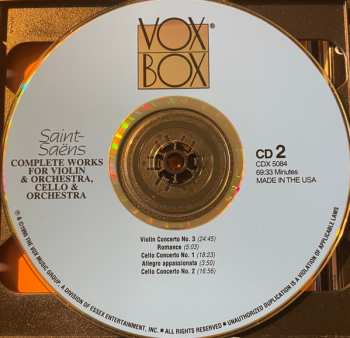 VOX®
BOX
Saint-
Saëns
COMPLETE WORKS
FOR VIOLIN
& ORCHESTRA,
CELLO &
ORCHESTRA
CD 2
CDX 5084
69:33 Minutes
MADE IN THE USA
Violin Concerto No. 3 (24:45)
Romance (5:03)
Cello Concerto No. 1 (18:23)
Allegro appassionata (3:50)
Cello Concerto No. 2 (16:56)
℗ & ©1993 THE VOX MUSIC GROUP, A DIVISION OF ESSEX ENTERTAINMENT, INC. ★ ALL RIGHTS RESERVED ★ UNAUTHORIZED DUPLICATION IS A VIOLATION OF APPLICABLE LAWS